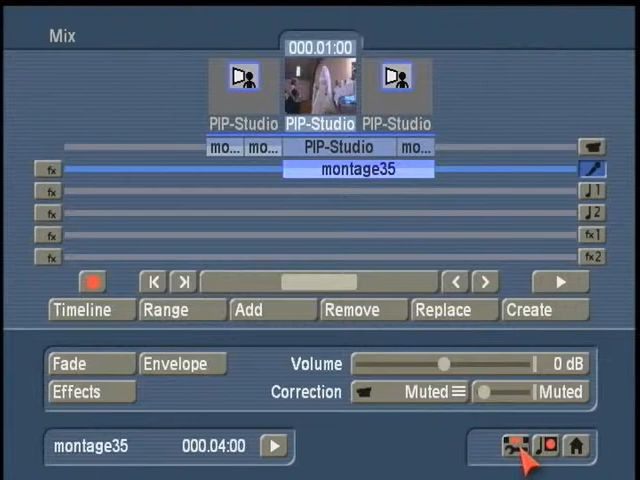 Mix
000.01:00
PIP-Studio PIP-Studio PIP-Studio
mo... mo... PIP-Studio mo...
fx montage35
fx 1
fx 2
fx fx1
fx fx2
Timeline Range Add Remove Replace Create
Fade Envelope Volume 0 dB
Effects Correction Muted Muted
montage35 000.04:00